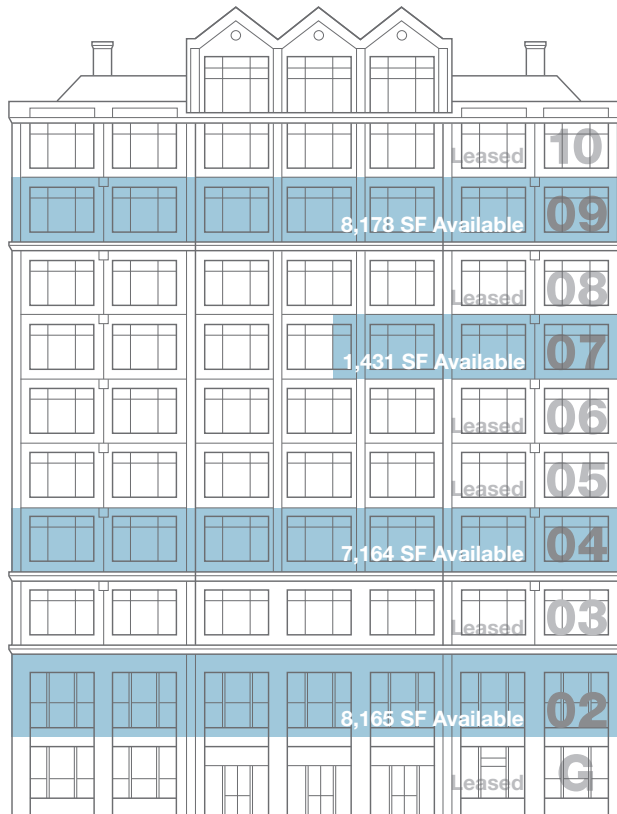 Leased 10
8,178 SF Available 09
Leased 08
1,431 SF Available 07
Leased 06
Leased 05
7,164 SF Available 04
Leased 03
8,165 SF Available 02
Leased G